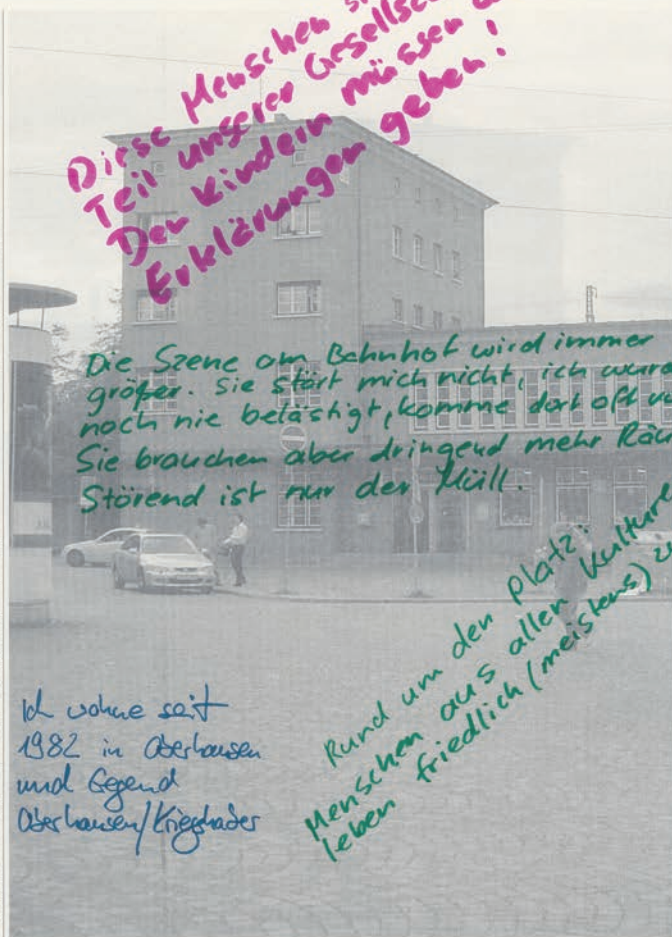 Diese Menschen
Teil unserer Gesellsc
Den Kindern müssen
Erklärungen geben!
Die Szene am Bahnhof wird immer
größer. Sie stört mich nicht, ich wurd
noch nie belästigt, komme dort oft
Sie brauchen aber dringend mehr Räu
Störend ist nur der Müll.
Rund um den Platz:
Menschen aus allen Kulture
leben friedlich (meistens)
Ich wohne seit
1982 in Oberhausen
und Gegend
Oberhausen/Kriegshaber